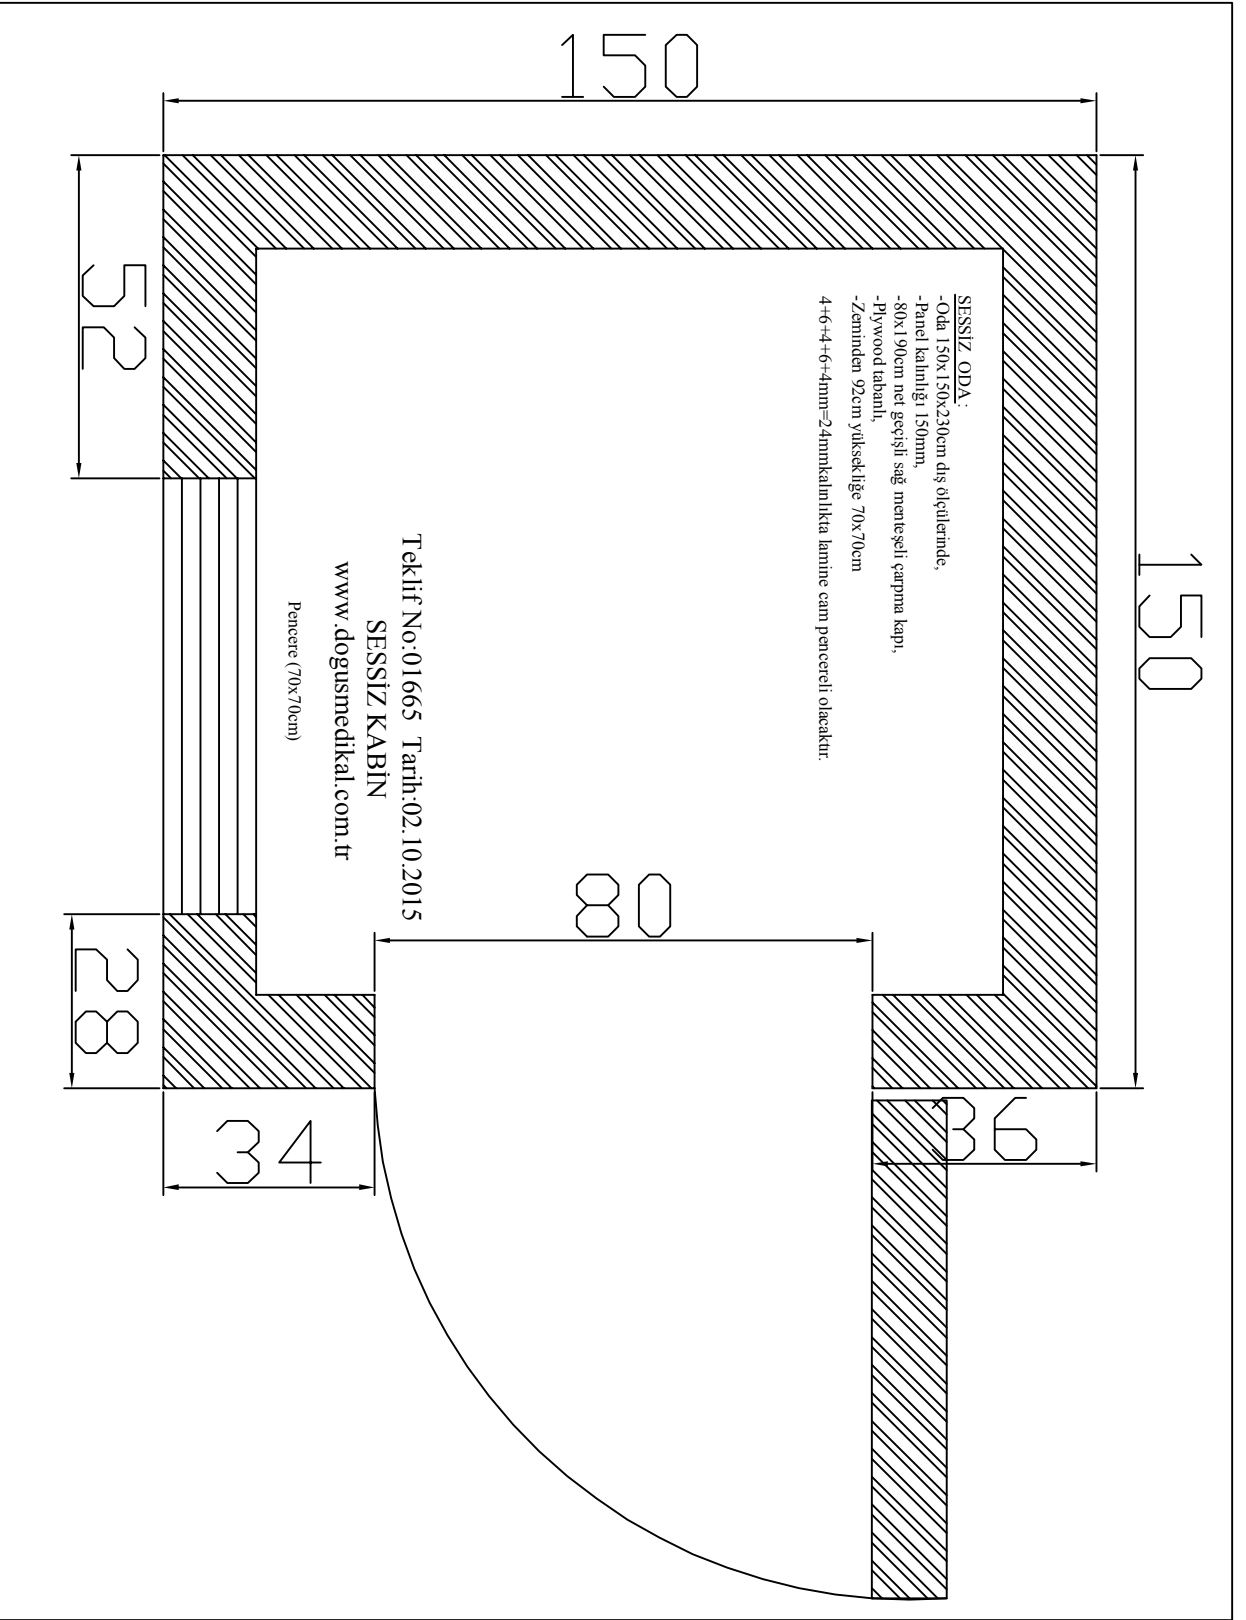 150
150
52
SESSİZ ODA :
-Oda 150x150x230cm dış ölçülerinde,
-Panel kalınlığı 150mm,
-80x190cm net geçişli sağ menteşeli çarpma kapı,
-Plywood tabanlı,
-Zeminden 92cm yüksekliğe 70x70cm
4+6+4+6+4mm=24mmkalınlıkta lamine cam pencereli olacaktır.
Teklif No:01665 Tarih:02.10.2015
SESSİZ KABİN
www.dogusmedikal.com.tr
Pencere (70x70cm)
80
28
34
36